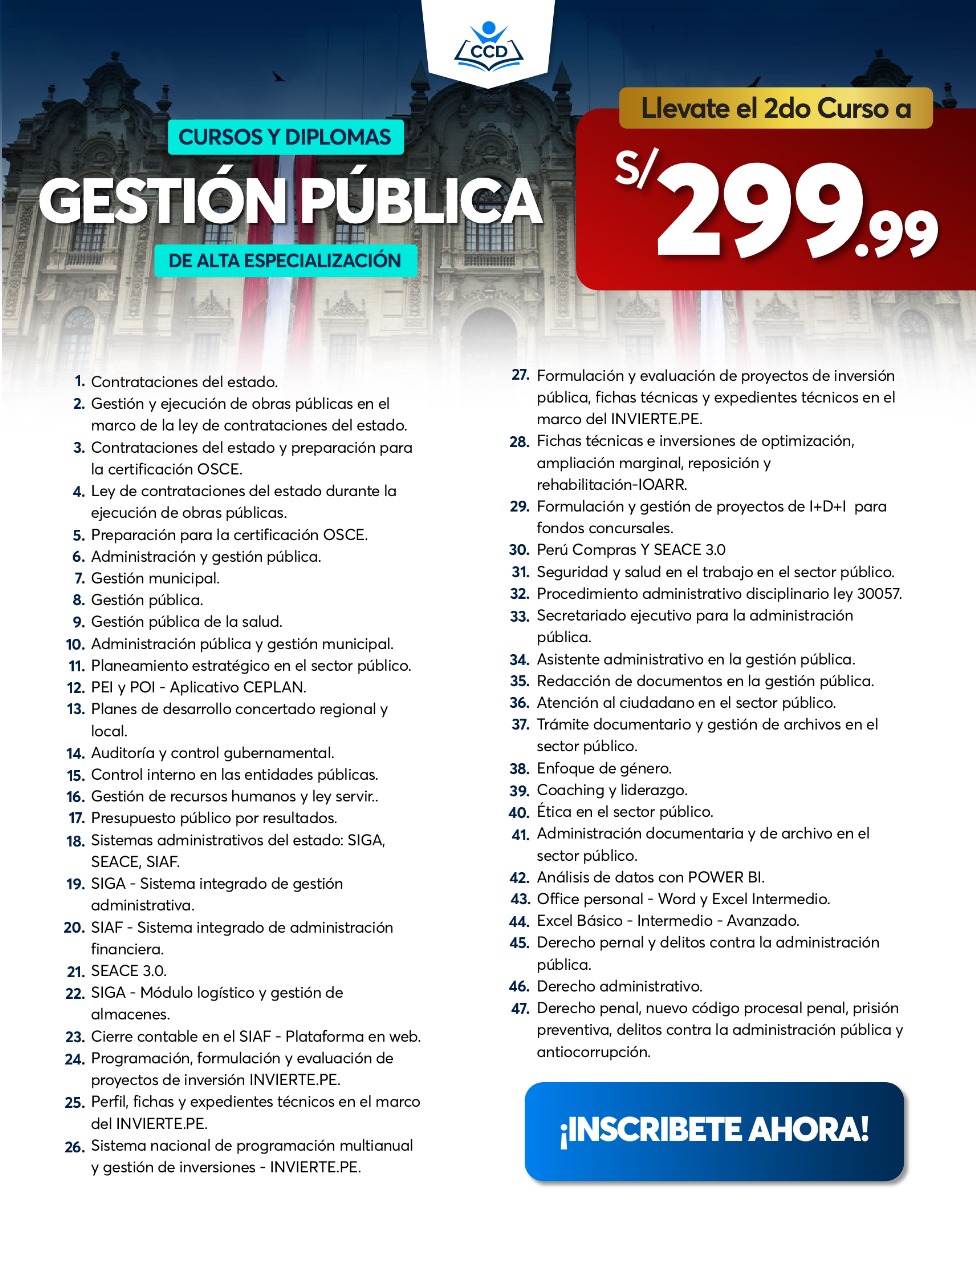 CCD
CURSOS Y DIPLOMAS
GESTIÓN PÚBLICA
DE ALTA ESPECIALIZACIÓN
Llevate el 2do Curso a
S/299.99
1. Contrataciones del estado.
2. Gestión y ejecución de obras públicas en el
marco de la ley de contrataciones del estado.
3. Contrataciones del estado y preparación para
la certificación OSCE.
4. Ley de contrataciones del estado durante la
ejecución de obras públicas.
5. Preparación para la certificación OSCE.
6. Administración y gestión pública.
7. Gestión municipal.
8. Gestión pública.
9. Gestión pública de la salud.
10. Administración pública y gestión municipal.
11. Planeamiento estratégico en el sector público.
12. PEI y POI - Aplicativo CEPLAN.
13. Planes de desarrollo concertado regional y
local.
14. Auditoría y control gubernamental.
15. Control interno en las entidades públicas.
16. Gestión de recursos humanos y ley servir..
17. Presupuesto público por resultados.
18. Sistemas administrativos del estado: SIGA,
SEACE, SIAF.
19. SIGA - Sistema integrado de gestión
administrativa.
20. SIAF - Sistema integrado de administración
financiera.
21. SEACE 3.0.
22. SIGA - Módulo logístico y gestión de
almacenes.
23. Cierre contable en el SIAF - Plataforma en web.
24. Programación, formulación y evaluación de
proyectos de inversión INVIERTE.PE.
25. Perfil, fichas y expedientes técnicos en el marco
del INVIERTE.PE.
26. Sistema nacional de programación multianual
y gestión de inversiones - INVIERTE.PE.
27. Formulación y evaluación de proyectos de inversión
pública, fichas técnicas y expedientes técnicos en el
marco del INVIERTE.PE.
28. Fichas técnicas e inversiones de optimización,
ampliación marginal, reposición y
rehabilitación-IOARR.
29. Formulación y gestión de proyectos de I+D+I  para
fondos concursales.
30. Perú Compras Y SEACE 3.0
31. Seguridad y salud en el trabajo en el sector público.
32. Procedimiento administrativo disciplinario ley 30057.
33. Secretariado ejecutivo para la administración
pública.
34. Asistente administrativo en la gestión pública.
35. Redacción de documentos en la gestión pública.
36. Atención al ciudadano en el sector público.
37. Trámite documentario y gestión de archivos en el
sector público.
38. Enfoque de género.
39. Coaching y liderazgo.
40. Ética en el sector público.
41. Administración documentaria y de archivo en el
sector público.
42. Análisis de datos con POWER BI.
43. Office personal - Word y Excel Intermedio.
44. Excel Básico - Intermedio - Avanzado.
45. Derecho pernal y delitos contra la administración
pública.
46. Derecho administrativo.
47. Derecho penal, nuevo código procesal penal, prisión
preventiva, delitos contra la administración pública y
antiocorrupción.
¡INSCRIBETE AHORA!